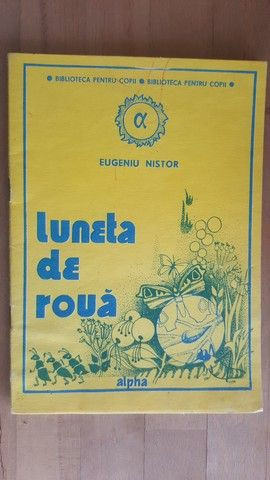 • BIBLIOTECA PENTRU COPII • BIBLIOTECA PENTRU COPII •
α
EUGENIU NISTOR
luneta
de
rouă
alpha